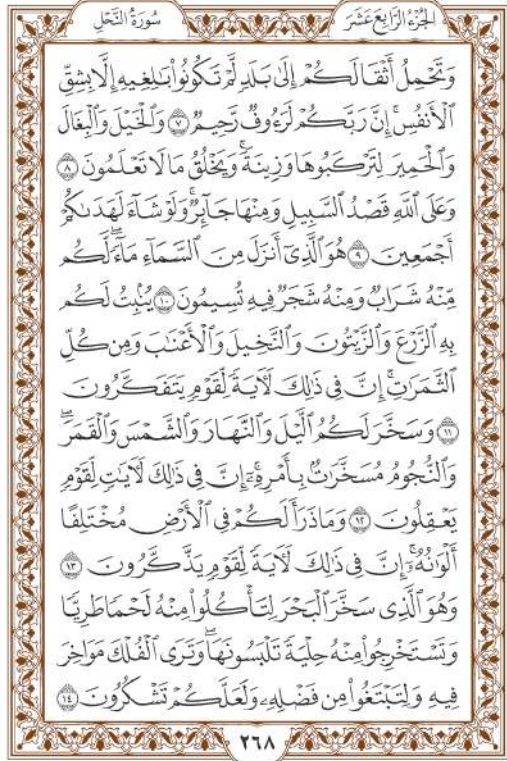 الجُزْءُ الرَّابِعَ عَشَرَ
سُورَةُ النَّحْلِ
وَتَحْمِلُ أَثْقَالَكُمْ إِلَىٰ بَلَدٍ لَّمْ تَكُونُوا۟ بَٰلِغِيهِ إِلَّا بِشِقِّ
ٱلْأَنفُسِ ۚ إِنَّ رَبَّكُمْ لَرَءُوفٌ رَّحِيمٌ ٧ وَٱلْخَيْلَ وَٱلْبِغَالَ
وَٱلْحَمِيرَ لِتَرْكَبُوهَا وَزِينَةً ۚ وَيَخْلُقُ مَا لَا تَعْلَمُونَ ٨
وَعَلَى ٱللَّهِ قَصْدُ ٱلسَّبِيلِ وَمِنْهَا جَآئِرٌ ۚ وَلَوْ شَآءَ لَهَدَىٰكُمْ
أَجْمَعِينَ ٩ هُوَ ٱلَّذِىٓ أَنزَلَ مِنَ ٱلسَّمَآءِ مَآءً ۖ لَّكُم
مِّنْهُ شَرَابٌ وَمِنْهُ شَجَرٌ فِيهِ تُسِيمُونَ ١٠ يُنۢبِتُ لَكُم
بِهِ ٱلزَّرْعَ وَٱلزَّيْتُونَ وَٱلنَّخِيلَ وَٱلْأَعْنَٰبَ وَمِن كُلِّ
ٱلثَّمَرَٰتِ ۗ إِنَّ فِى ذَٰلِكَ لَءَايَةً لِّقَوْمٍ يَتَفَكَّرُونَ
١١ وَسَخَّرَ لَكُمُ ٱلَّيْلَ وَٱلنَّهَارَ وَٱلشَّمْسَ وَٱلْقَمَرَ ۖ
وَٱلنُّجُومُ مُسَخَّرَٰتٌۢ بِأَمْرِهِۦٓ ۗ إِنَّ فِى ذَٰلِكَ لَءَايَٰتٍ لِّقَوْمٍ
يَعْقِلُونَ ١٢ وَمَا ذَرَأَ لَكُمْ فِى ٱلْأَرْضِ مُخْتَلِفًا
أَلْوَٰنُهُۥٓ ۗ إِنَّ فِى ذَٰلِكَ لَءَايَةً لِّقَوْمٍ يَذَّكَّرُونَ ١٣
وَهُوَ ٱلَّذِى سَخَّرَ ٱلْبَحْرَ لِتَأْكُلُوا۟ مِنْهُ لَحْمًا طَرِيًّا
وَتَسْتَخْرِجُوا۟ مِنْهُ حِلْيَةً تَلْبَسُونَهَا ۖ وَتَرَى ٱلْفُلْكَ مَوَاخِرَ
فِيهِ وَلِتَبْتَغُوا۟ مِن فَضْلِهِۦ وَلَعَلَّكُمْ تَشْكُرُونَ ١٤
٢٦٨